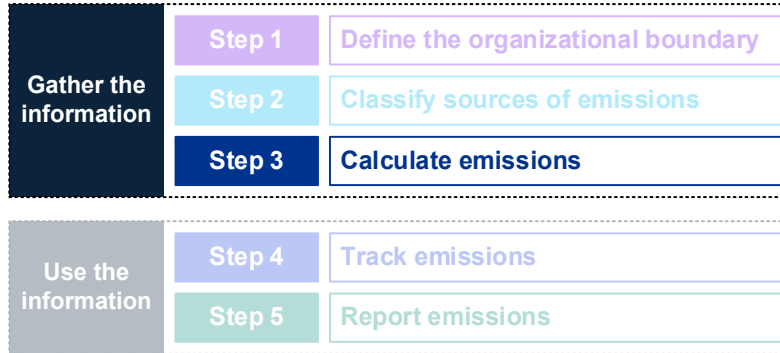 Gather the
information
Step 1
Define the organizational boundary
Step 2
Classify sources of emissions
Step 3
Calculate emissions
Use the
information
Step 4
Track emissions
Step 5
Report emissions